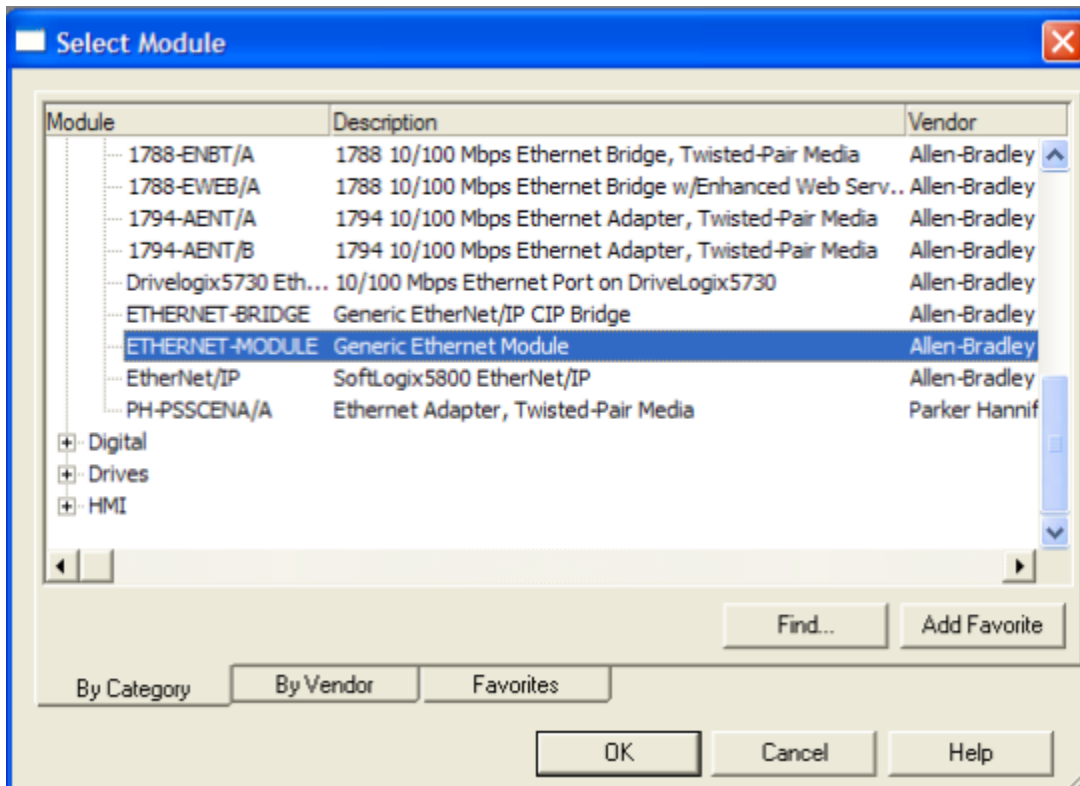 Select Module
Module Description Vendor
1788-ENBT/A 1788 10/100 Mbps Ethernet Bridge, Twisted-Pair Media Allen-Bradley
1788-EWEB/A 1788 10/100 Mbps Ethernet Bridge w/Enhanced Web Serv... Allen-Bradley
1794-AENT/A 1794 10/100 Mbps Ethernet Adapter, Twisted-Pair Media Allen-Bradley
1794-AENT/B 1794 10/100 Mbps Ethernet Adapter, Twisted-Pair Media Allen-Bradley
Drivelogix5730 Eth... 10/100 Mbps Ethernet Port on DriveLogix5730 Allen-Bradley
ETHERNET-BRIDGE Generic EtherNet/IP CIP Bridge Allen-Bradley
ETHERNET-MODULE Generic Ethernet Module Allen-Bradley
EtherNet/IP SoftLogix5800 EtherNet/IP Allen-Bradley
PH-PSSCENA/A Ethernet Adapter, Twisted-Pair Media Parker Hannif
Digital
Drives
HMI
Find... Add Favorite
By Category By Vendor Favorites
OK Cancel Help